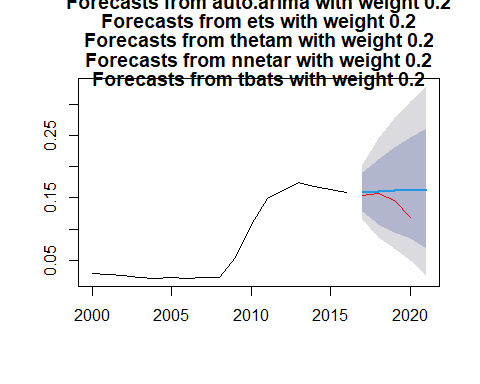 Forecasts from auto.arima with weight 0.2
Forecasts from ets with weight 0.2
Forecasts from thetam with weight 0.2
Forecasts from nnetar with weight 0.2
Forecasts from tbats with weight 0.2
0.25
0.15
0.05
2000 2005 2010 2015 2020